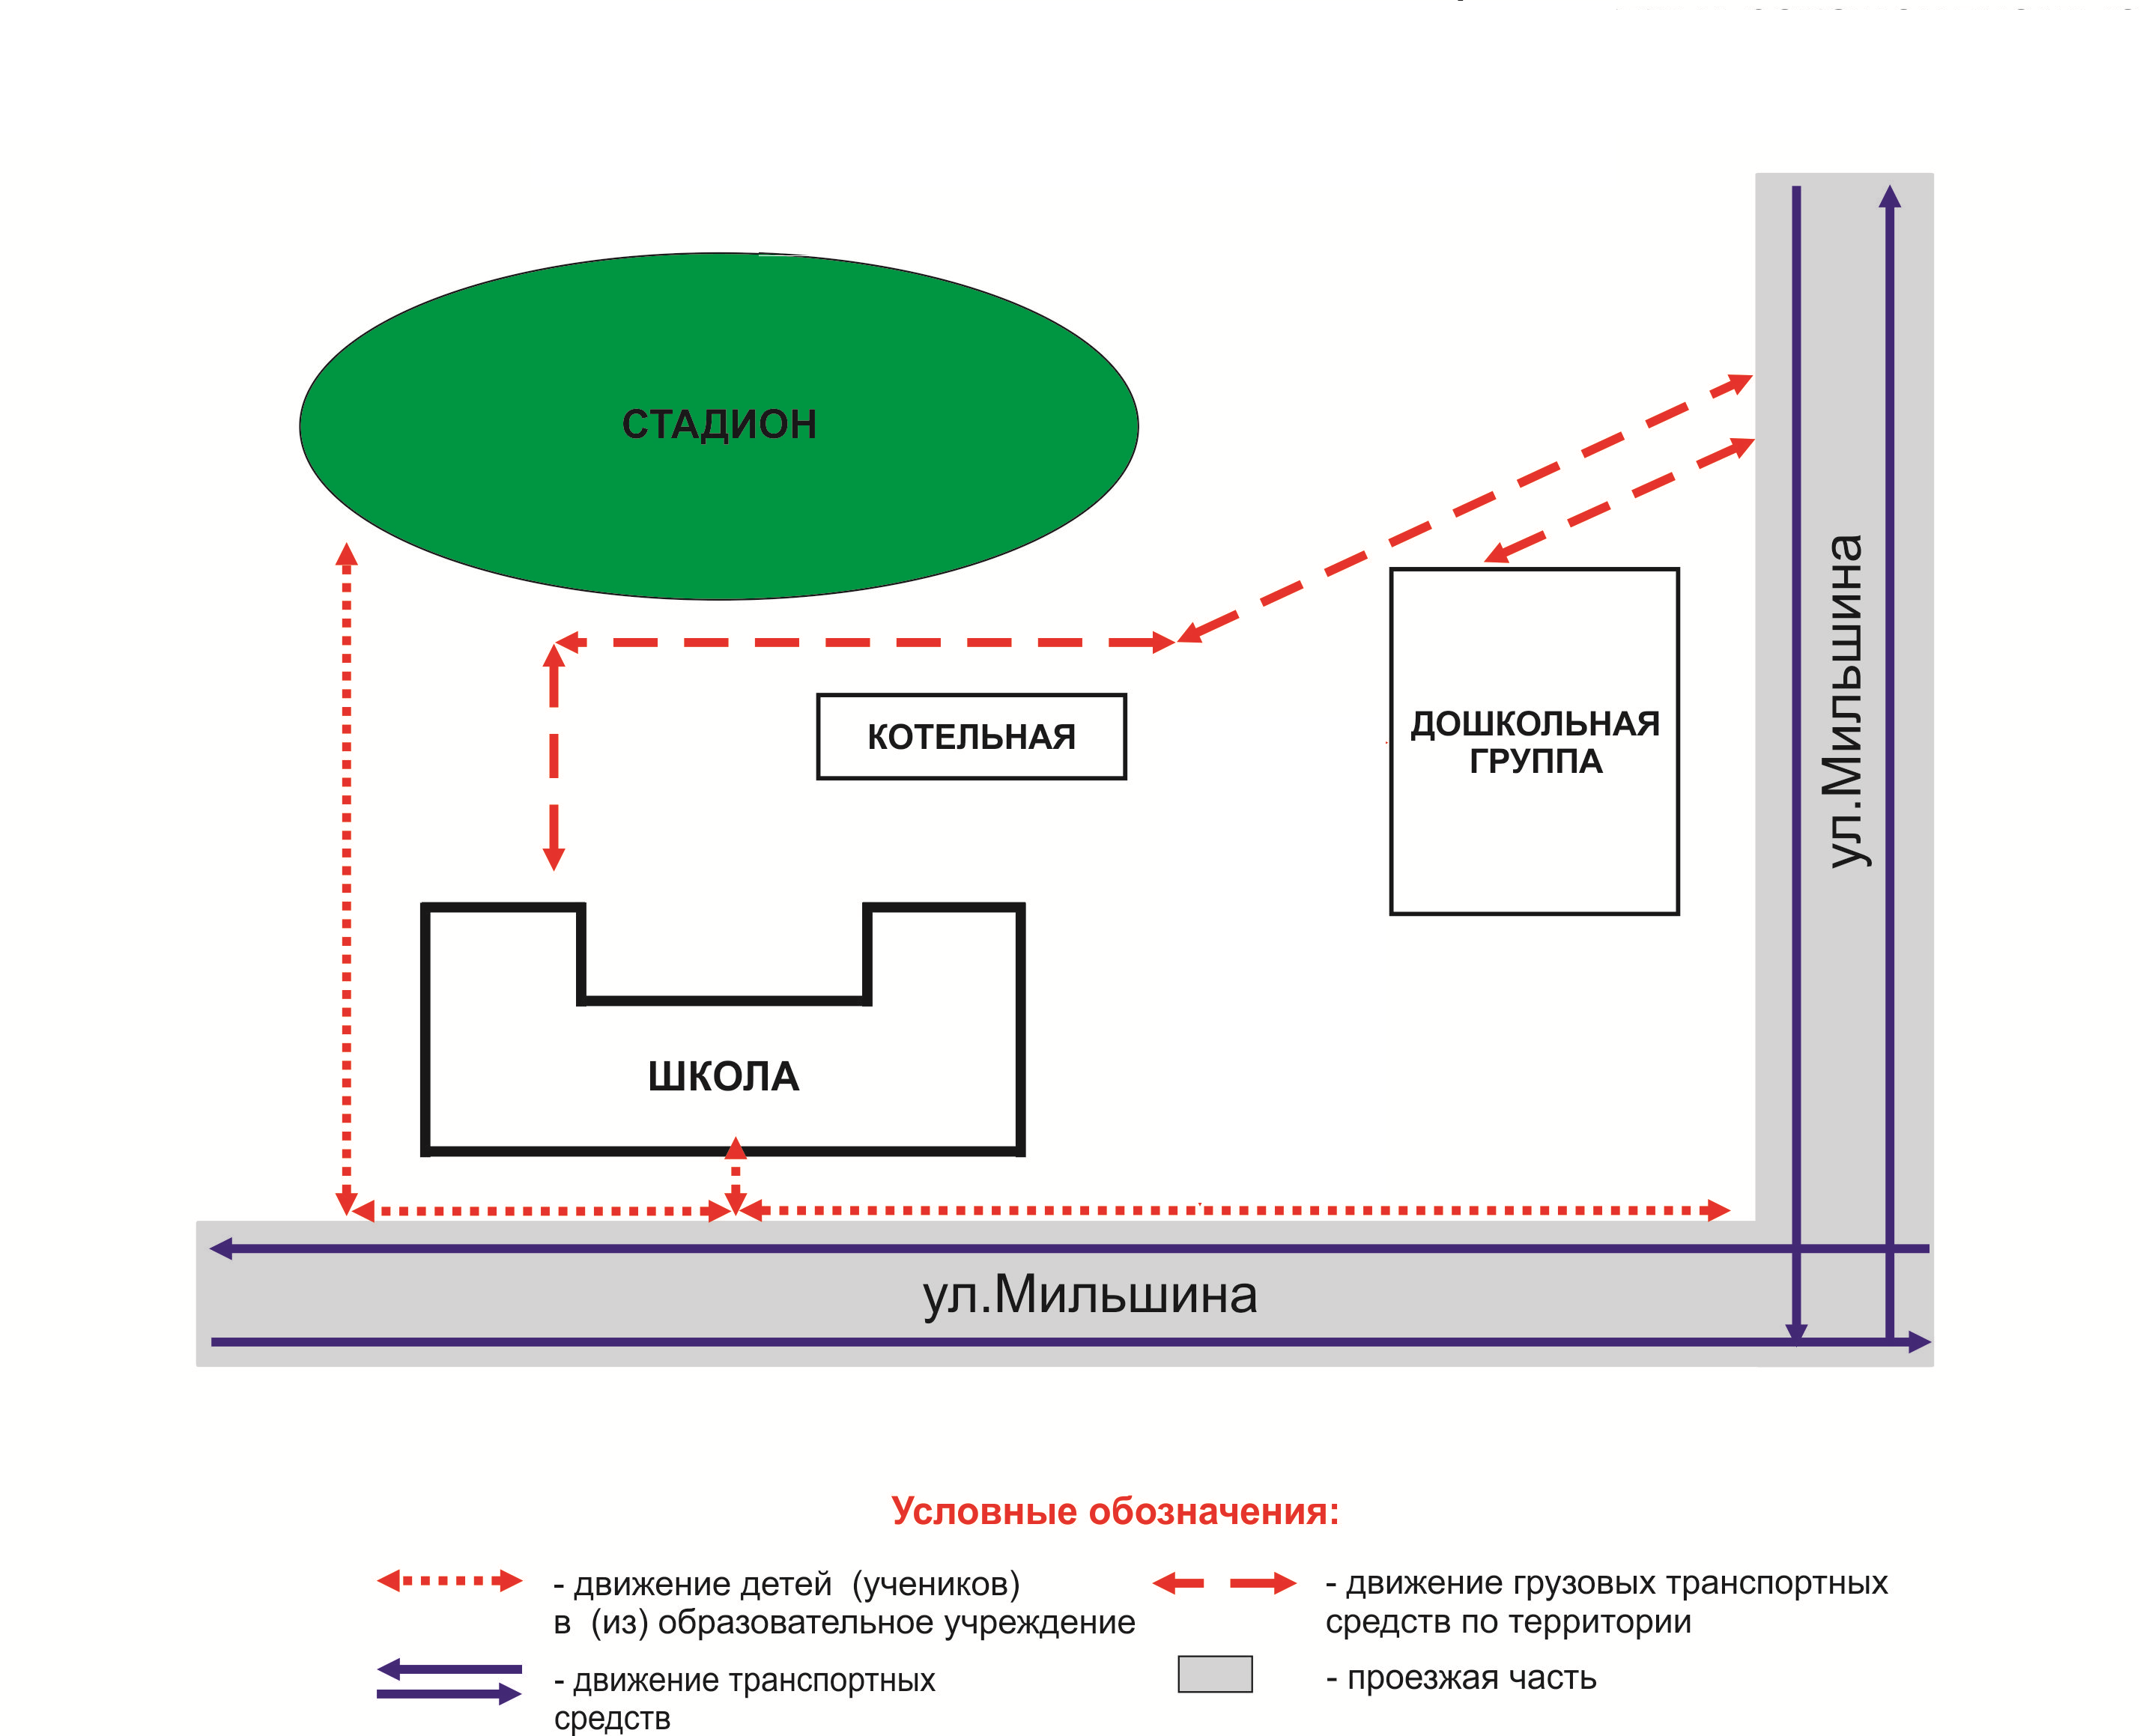 СТАДИОН
КОТЕЛЬНАЯ
ДОШКОЛЬНАЯ
ГРУППА
ул.Мильшина
ШКОЛА
ул.Мильшина
Условные обозначения:
- движение детей (учеников)
в (из) образовательное учреждение
- движение грузовых транспортных
средств по территории
- движение транспортных
средств
- проезжая часть